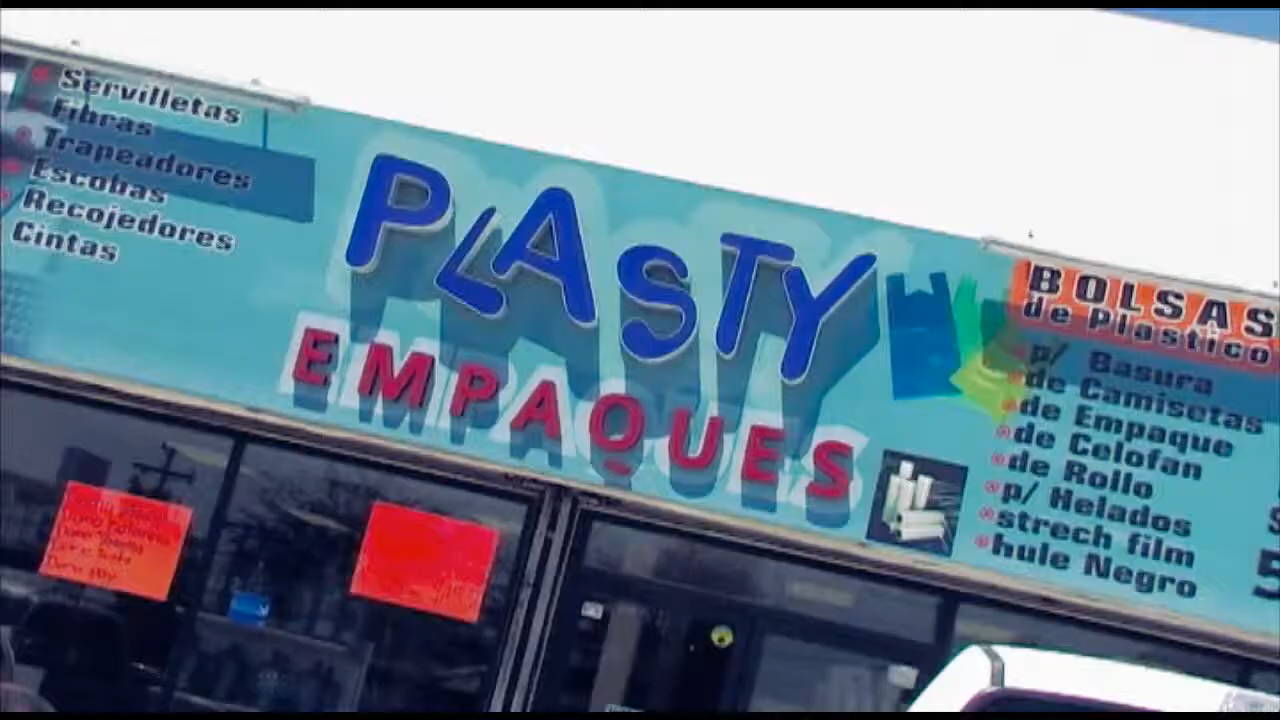 Servilletas
Fibras
Trapeadores
Escobas
Recojedores
Cintas
PLASTY
EMPAQUES
BOLSAS
de Plastico
p/ Basura
de Camisetas
de Empaque
de Celofan
de Rollo
p/ Helados
strech film
hule Negro